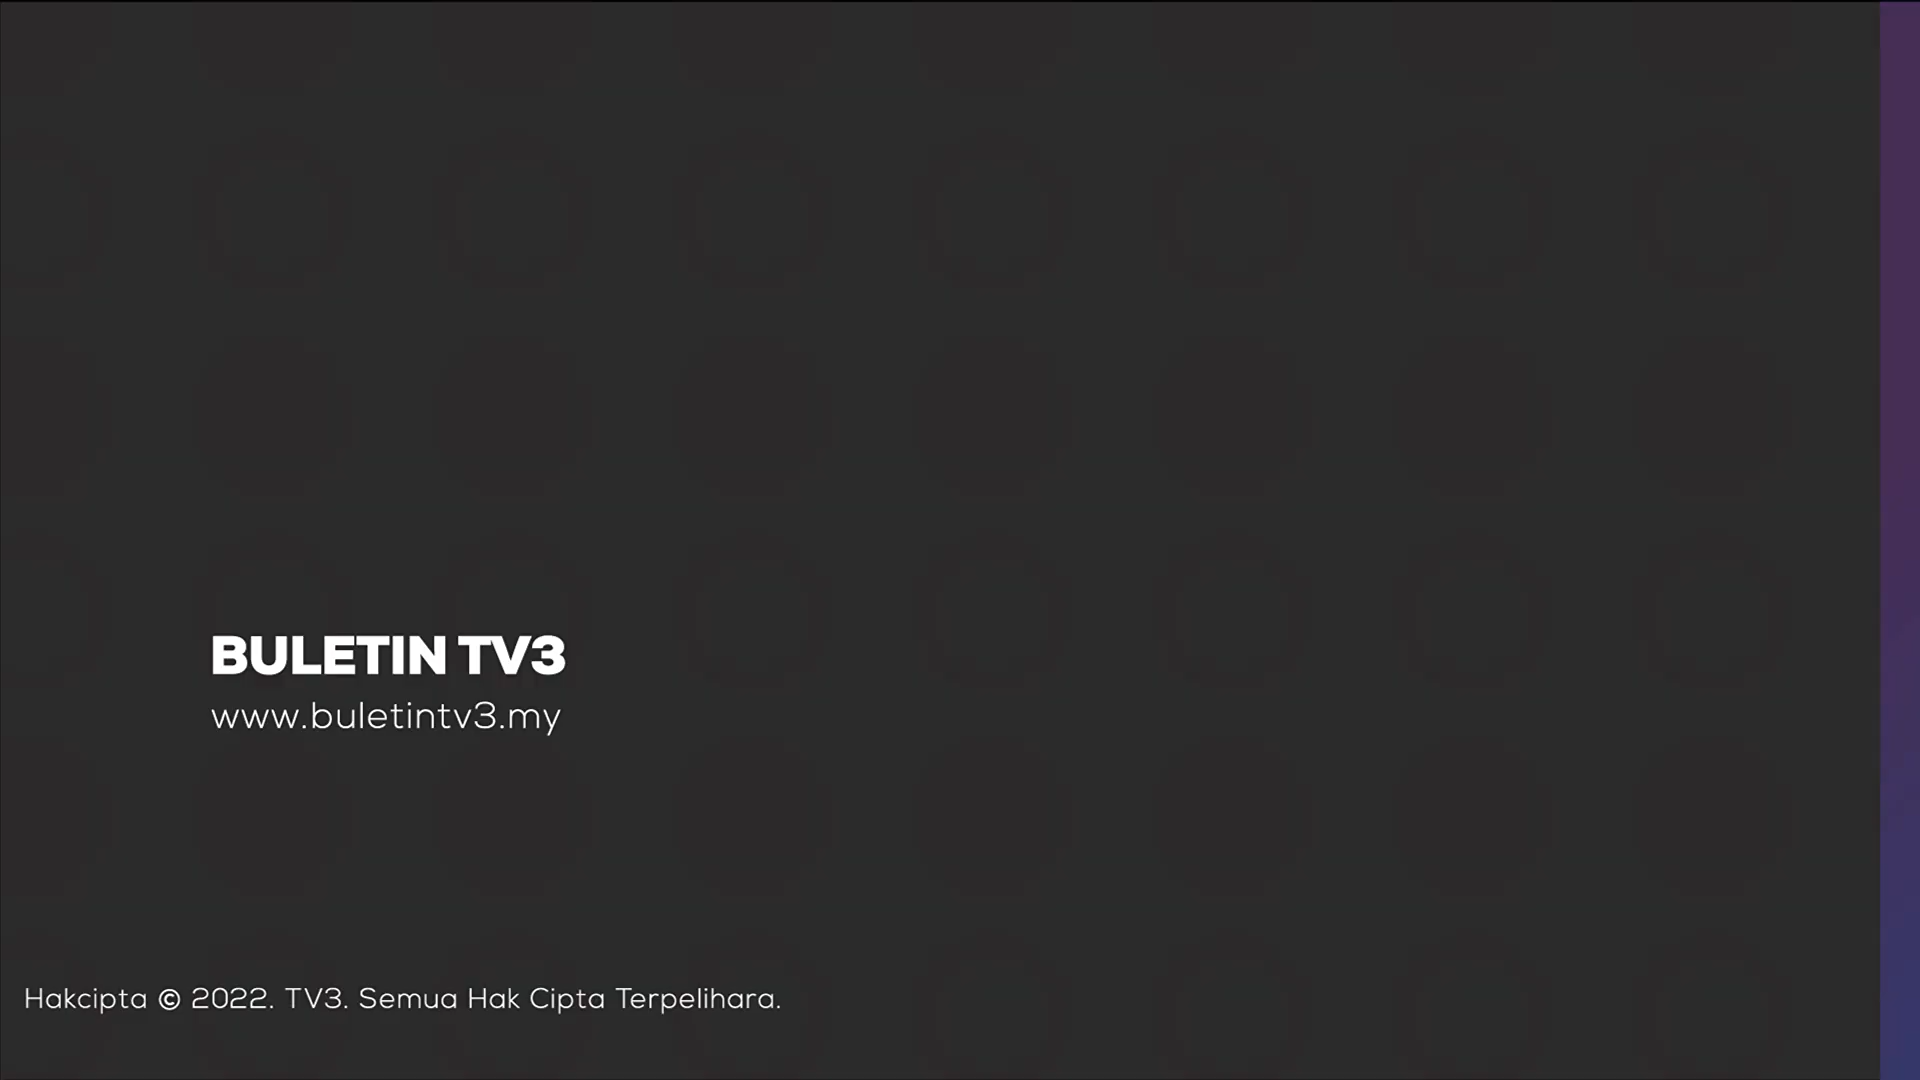 BULETIN TV3
www.buletintv3.my
Hakcipta © 2022. TV3. Semua Hak Cipta Terpelihara.